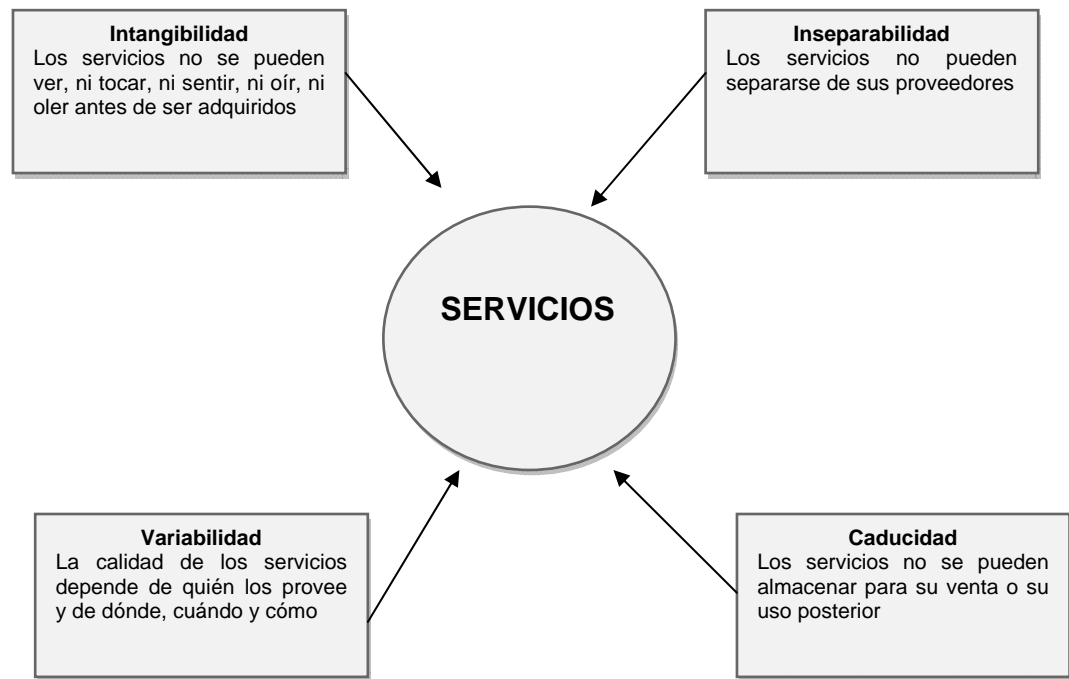 Intangibilidad
Los servicios no se pueden
ver, ni tocar, ni sentir, ni oír, ni
oler antes de ser adquiridos
Inseparabilidad
Los servicios no pueden
separarse de sus proveedores
SERVICIOS
Variabilidad
La calidad de los servicios
depende de quién los provee
y de dónde, cuándo y cómo
Caducidad
Los servicios no se pueden
almacenar para su venta o su
uso posterior